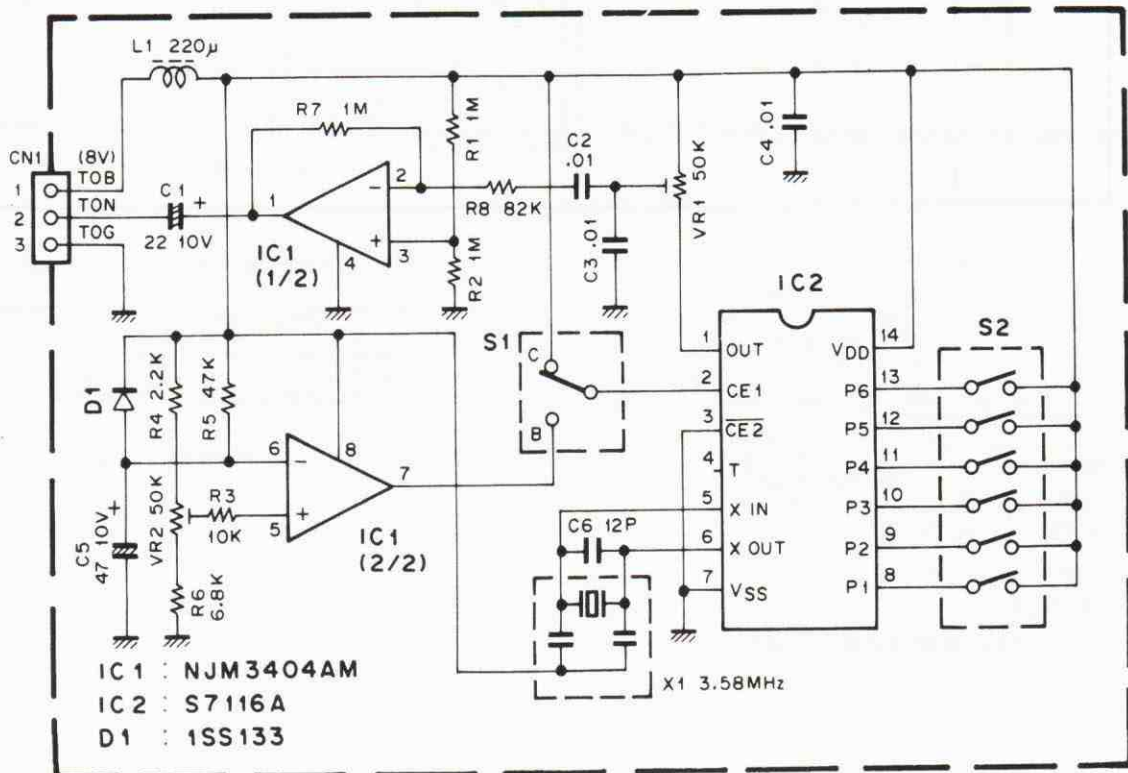 L1 220μ
CN1
(8V)
1 TOB
2 TON
3 TOG
C1 +
22 10V
R7 1M
1
2
3
4
-
+
IC1
(1/2)
R1 1M
R2 1M
R8 82K
C2
.01
C3 .01
VR1 50K
C4 .01
D1
R4 2.2K
R5 47K
C5
47 10V
+
VR2 50K
R3
10K
R6
6.8K
6
5
7
8
-
+
IC1
(2/2)
S1
C
B
IC2
1 OUT
2 CE1
3 CE2
4 T
5 X IN
6 X OUT
7 VSS
VDD 14
P6 13
P5 12
P4 11
P3 10
P2 9
P1 8
S2
C6 12P
X1 3.58MHz
IC1 : NJM3404AM
IC2 : S7116A
D1 : 1SS133